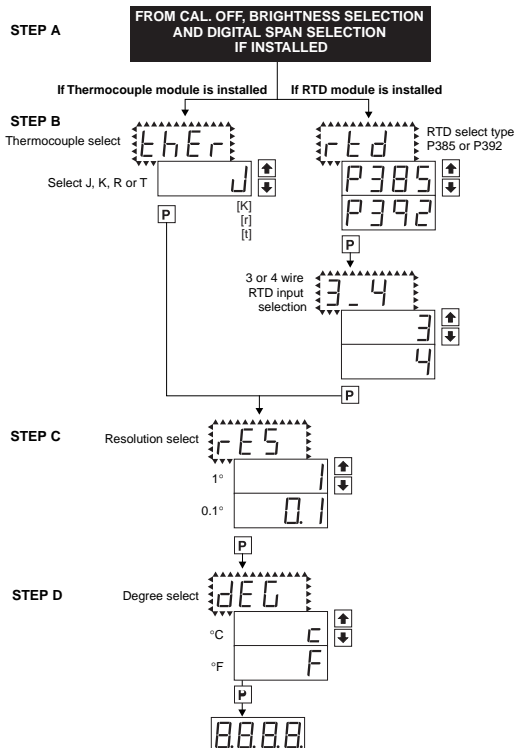 STEP A
FROM CAL. OFF, BRIGHTNESS SELECTION
AND DIGITAL SPAN SELECTION
IF INSTALLED
If Thermocouple module is installed
If RTD module is installed
STEP B
Thermocouple select
thEr
Select J, K, R or T
J
[K]
[r]
[t]
P
rtd
RTD select type
P385 or P392
P385
P392
P
3 or 4 wire
RTD input
selection
3_4
3
4
P
STEP C
Resolution select
rES
1°
1
0.1°
0.1
P
STEP D
Degree select
dEG
°C
c
°F
F
P
8.8.8.8.